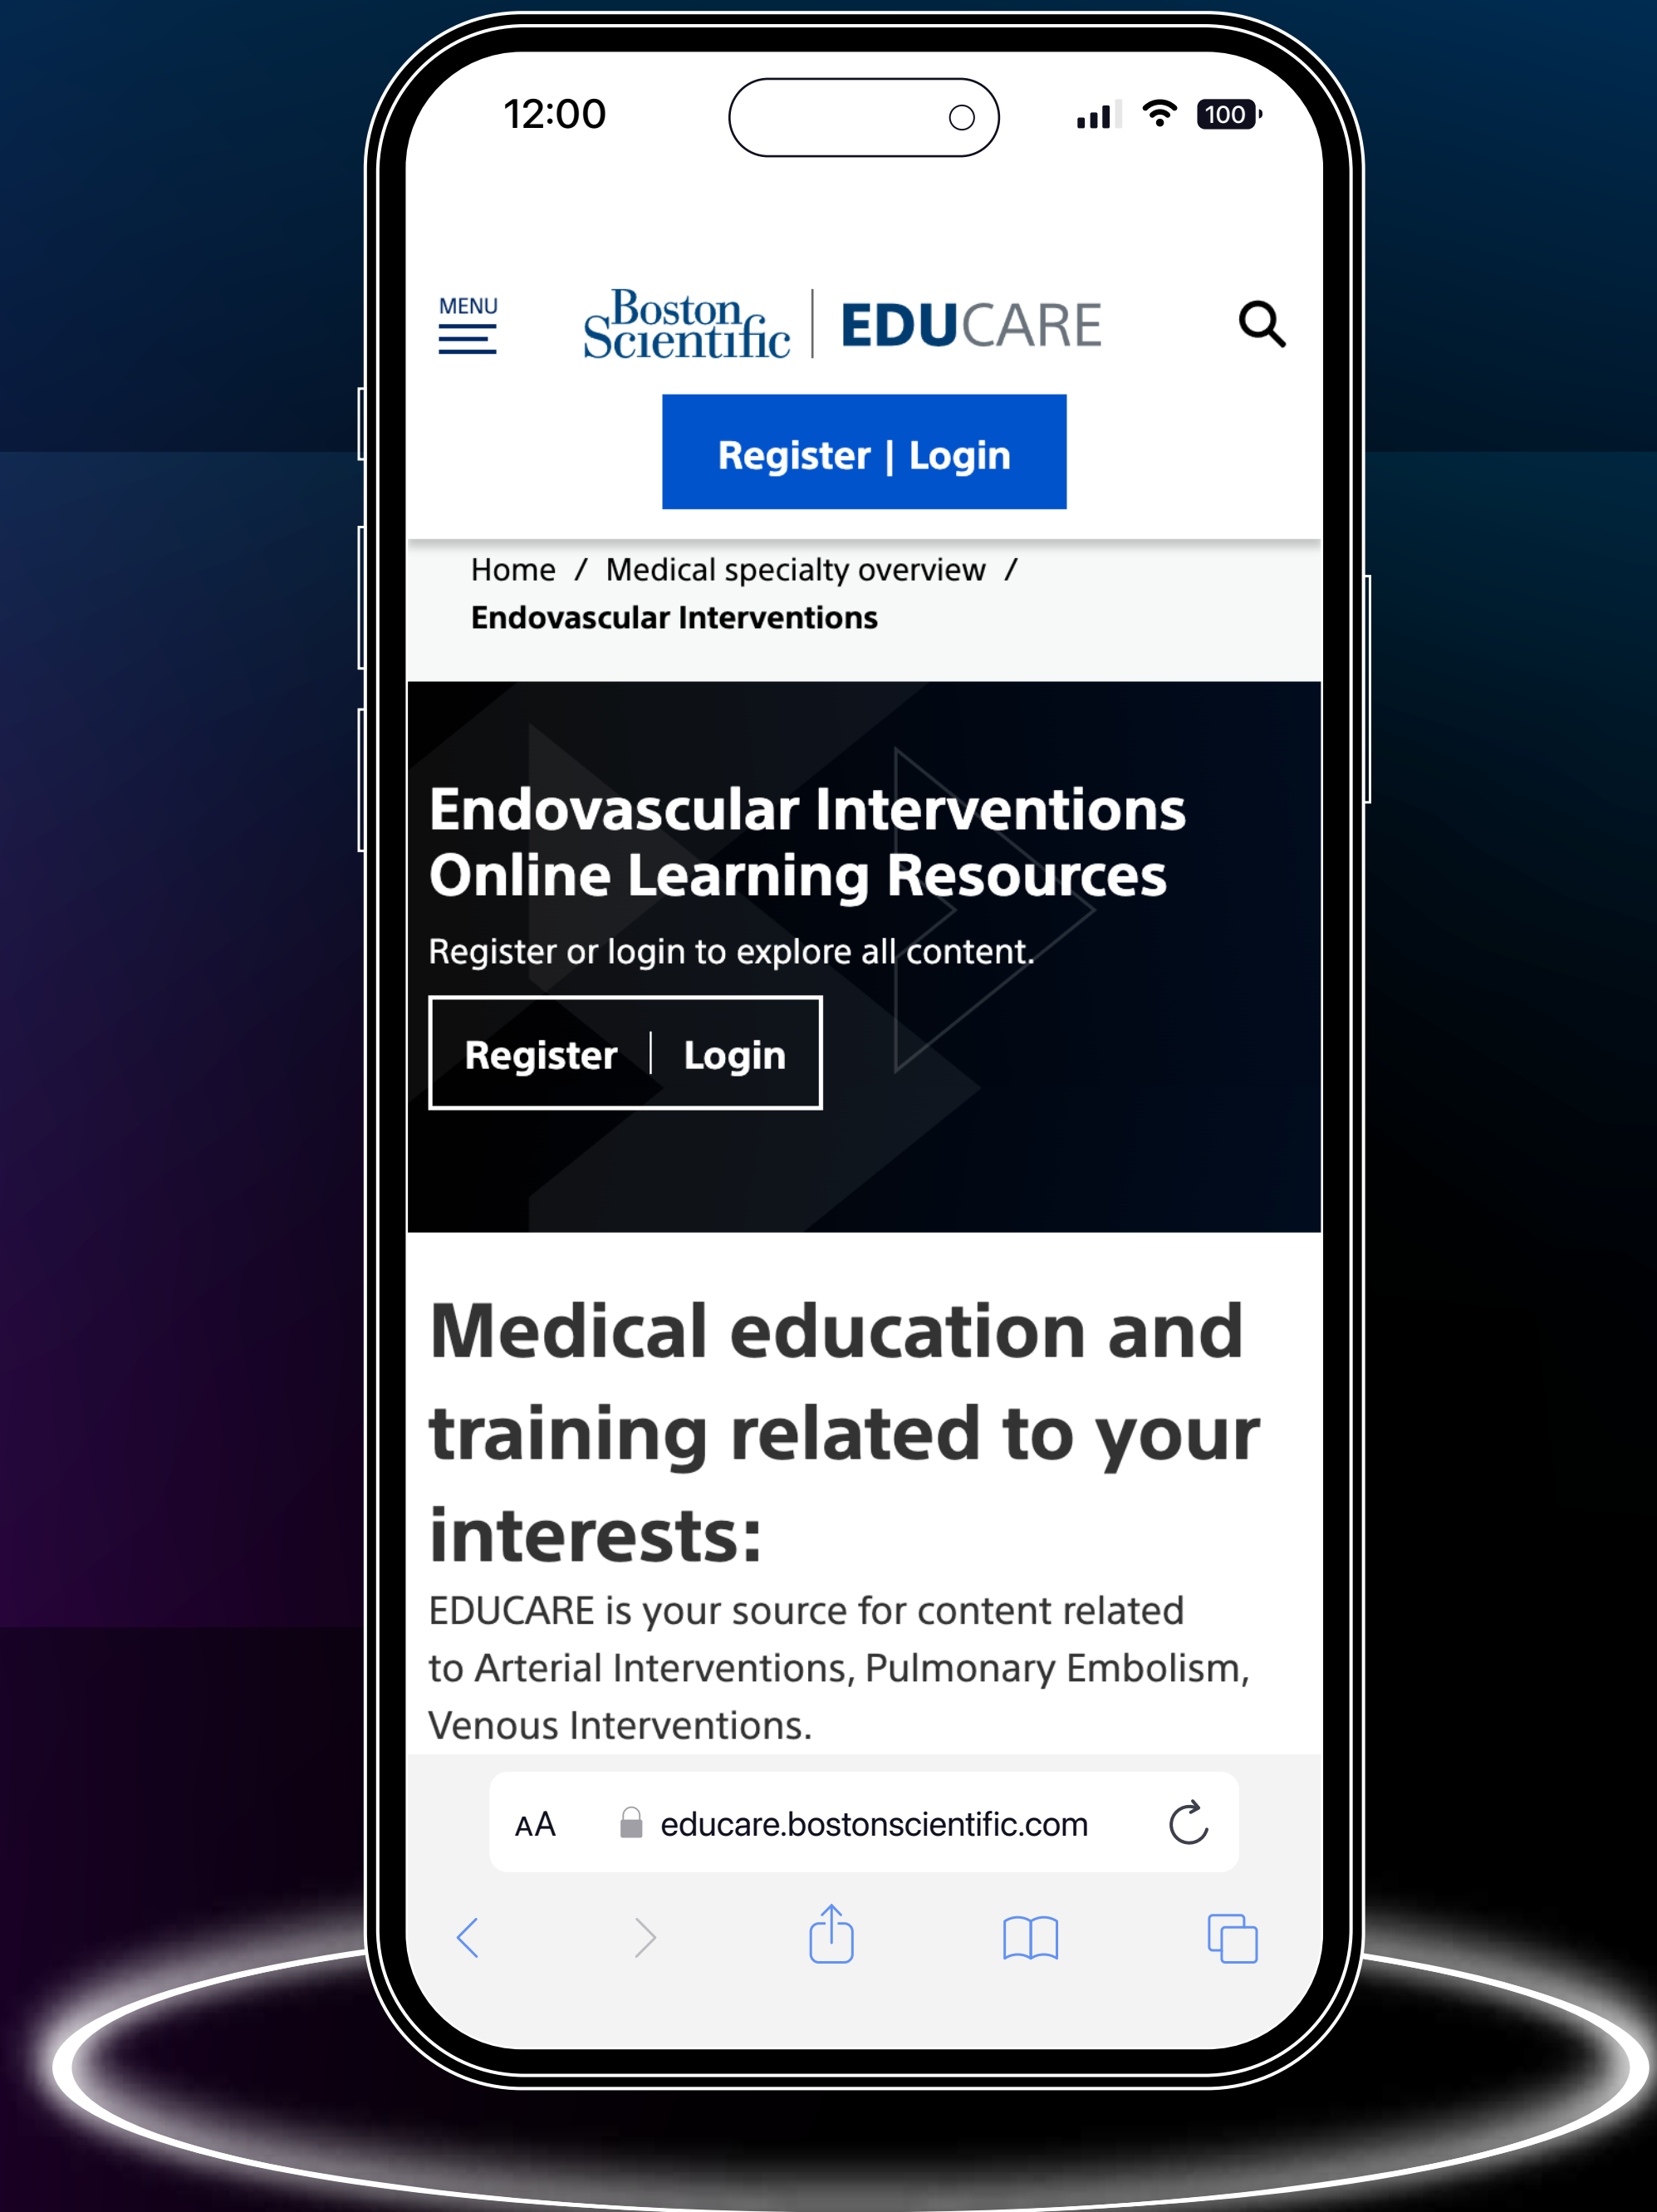 12:00
100
MENU
Boston
Scientific
EDUCARE
Register | Login
Home / Medical specialty overview /
Endovascular Interventions
Endovascular Interventions
Online Learning Resources
Register or login to explore all content.
Register | Login
Medical education and
training related to your
interests:
EDUCARE is your source for content related
to Arterial Interventions, Pulmonary Embolism,
Venous Interventions.
AA educare.bostonscientific.com